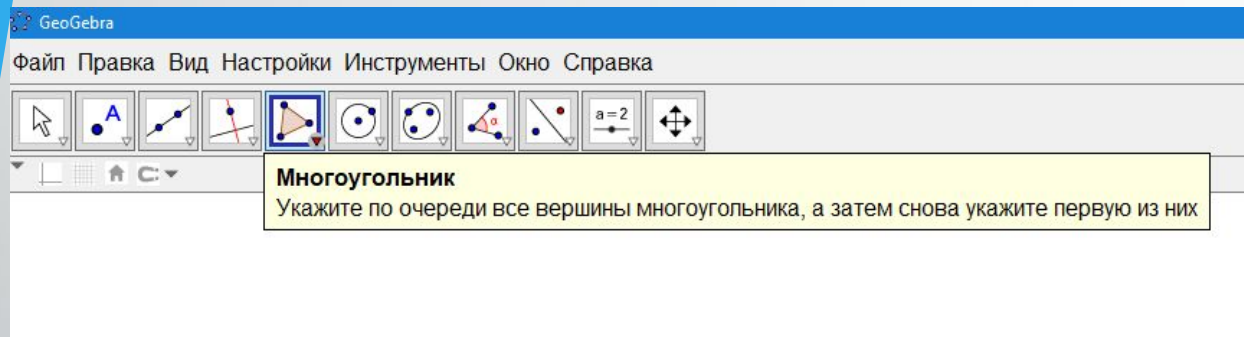 GeoGebra
Файл Правка Вид Настройки Инструменты Окно Справка
A α a=2
Многоугольник
Укажите по очереди все вершины многоугольника, а затем снова укажите первую из них